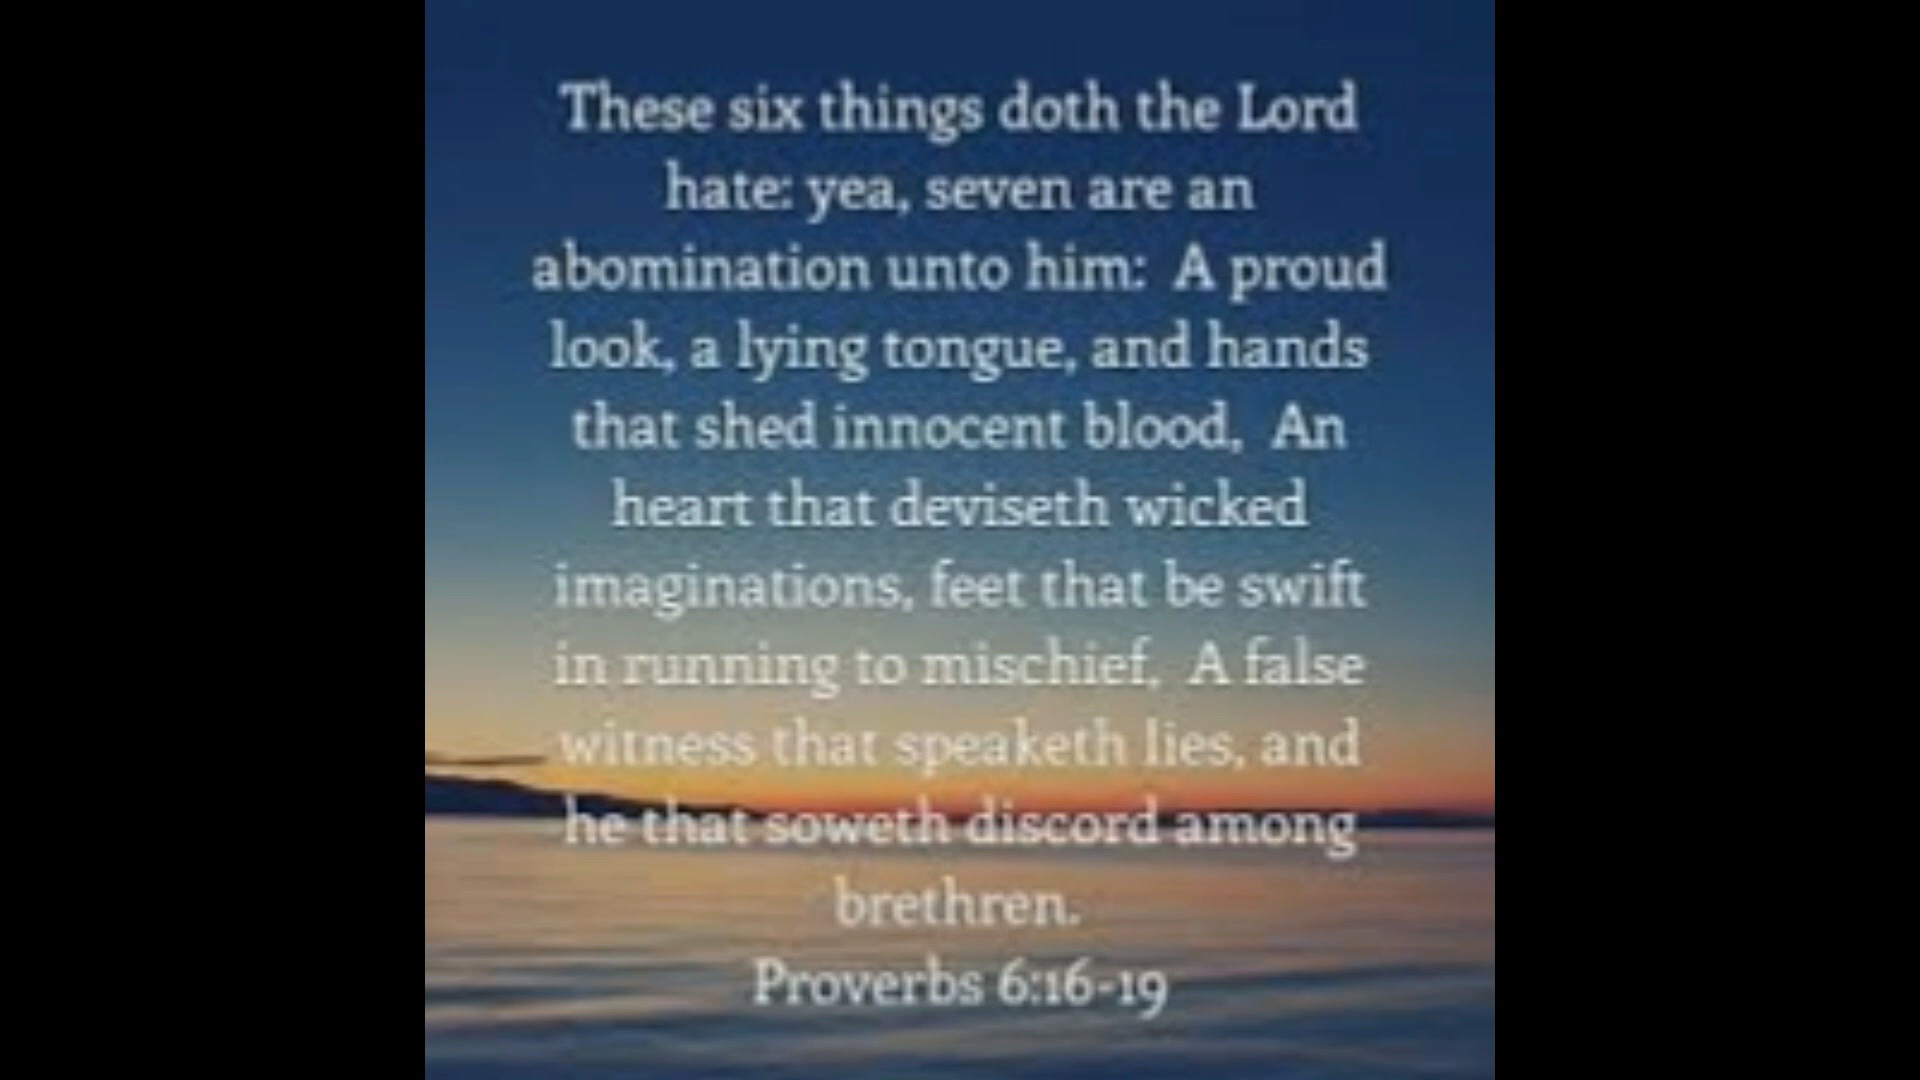 These six things doth the Lord
hate: yea, seven are an
abomination unto him:  A proud
look, a lying tongue, and hands
that shed innocent blood,  An
heart that deviseth wicked
imaginations, feet that be swift
in running to mischief,  A false
witness that speaketh lies, and
he that soweth discord among
brethren.
Proverbs 6:16-19